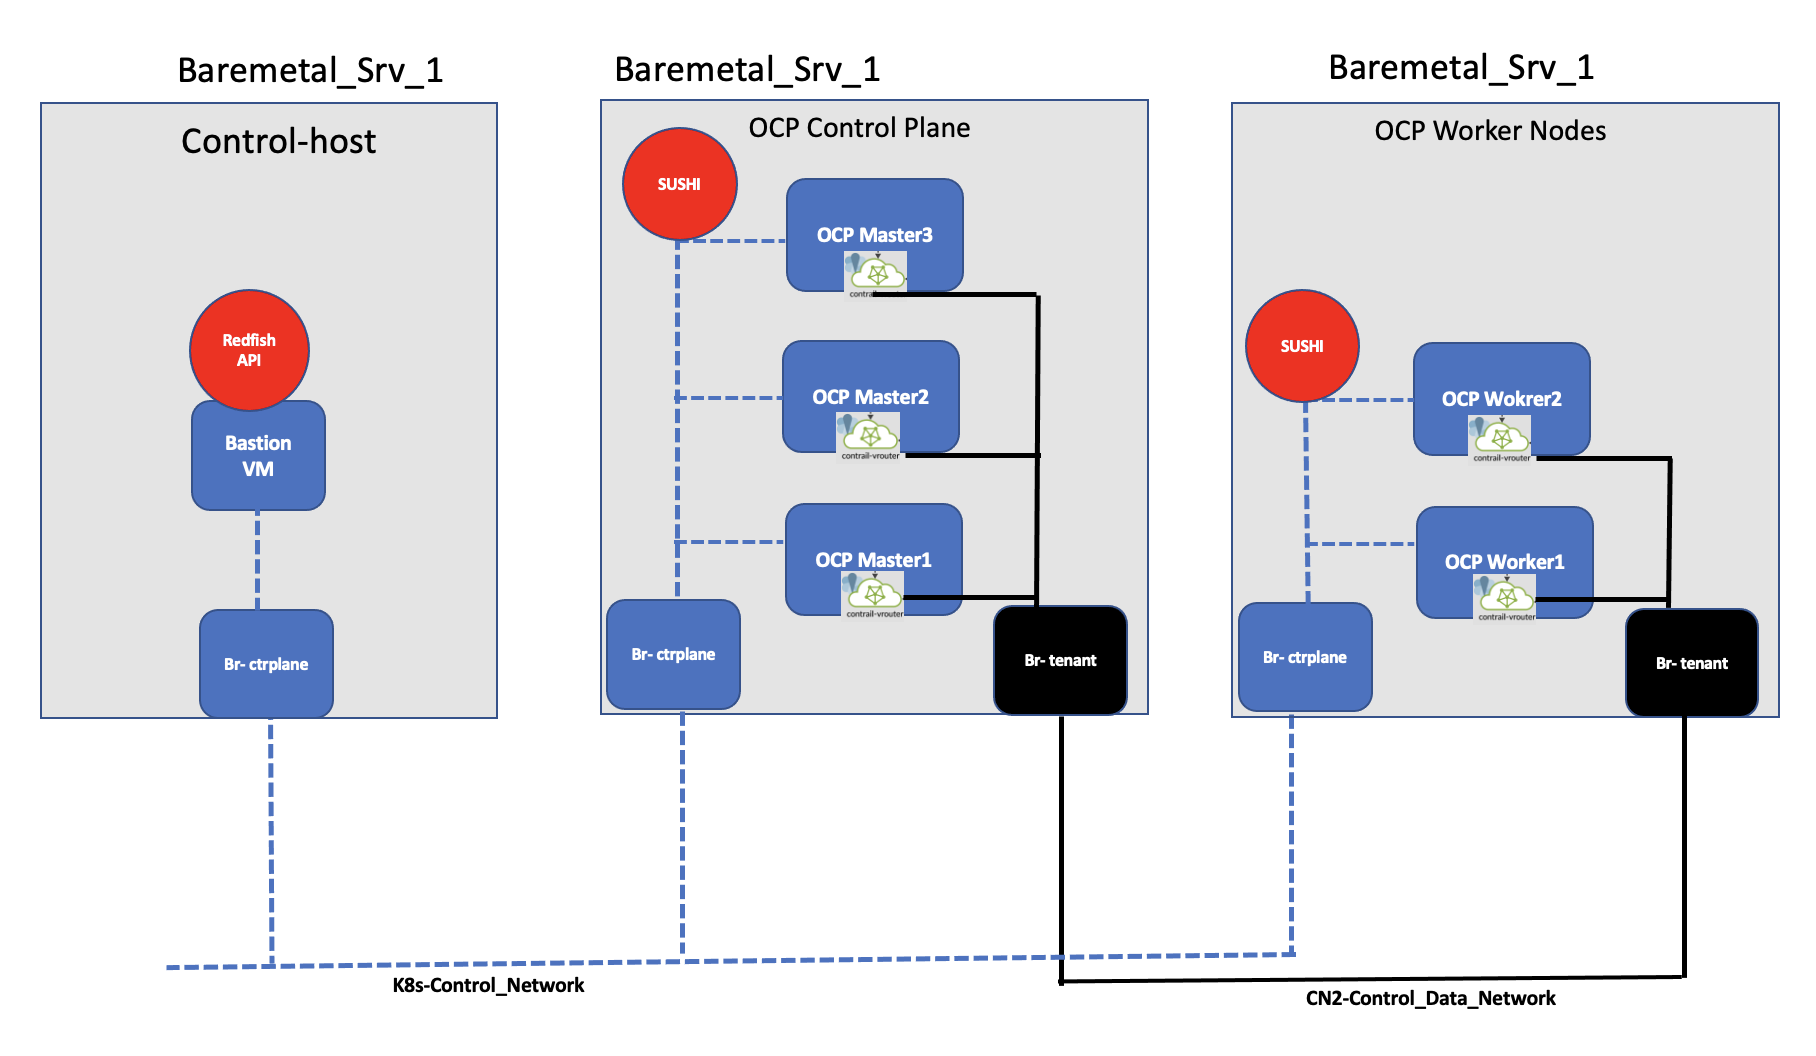 Baremetal_Srv_1
Control-host
Redfish
API
Bastion
VM
Br- ctrplane
Baremetal_Srv_1
OCP Control Plane
SUSHI
OCP Master3
OCP Master2
contrail-vrouter
OCP Master1
contrail-vrouter
Br- ctrplane
Br- tenant
Baremetal_Srv_1
OCP Worker Nodes
SUSHI
OCP Wokrer2
contrail-vrouter
OCP Worker1
contrail-vrouter
Br- ctrplane
Br- tenant
K8s-Control_Network
CN2-Control_Data_Network